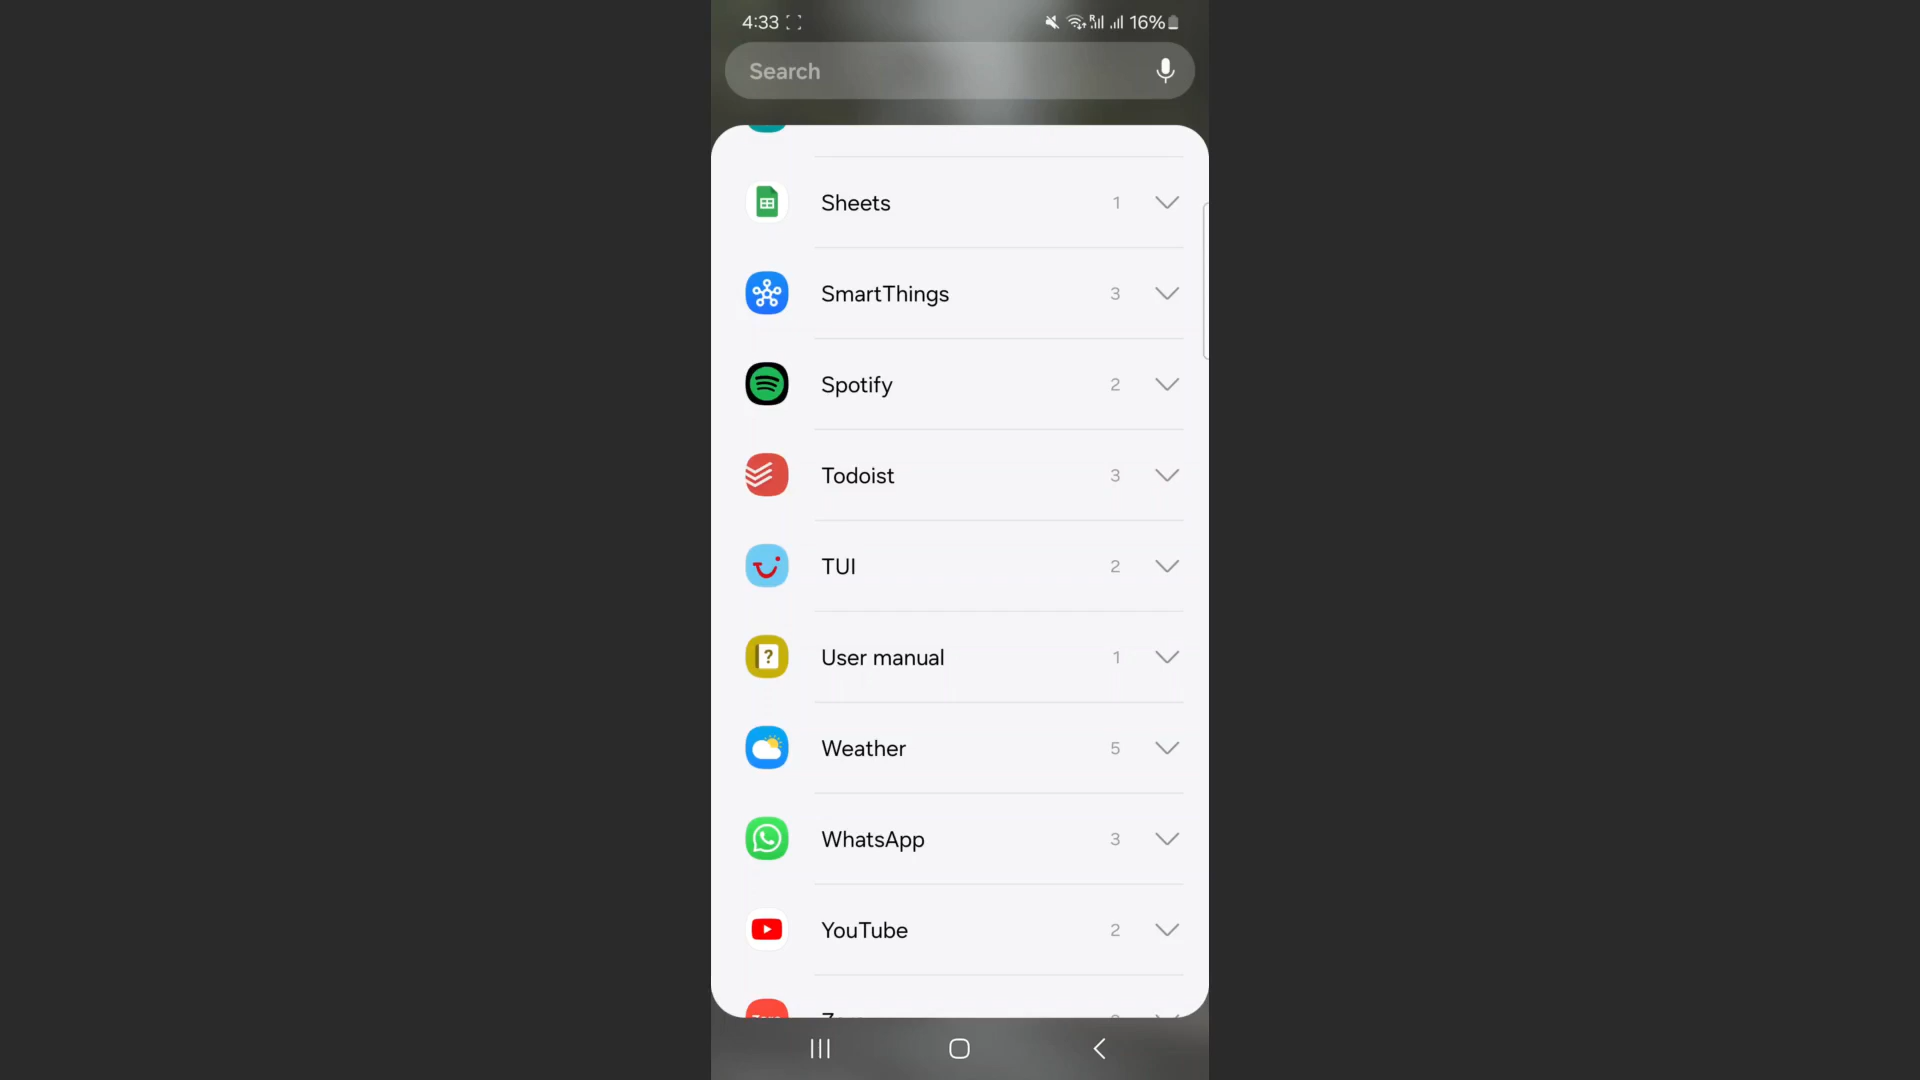 4:33 16%
Search
Sheets 1
SmartThings 3
Spotify 2
Todoist 3
TUI 2
User manual 1
Weather 5
WhatsApp 3
YouTube 2